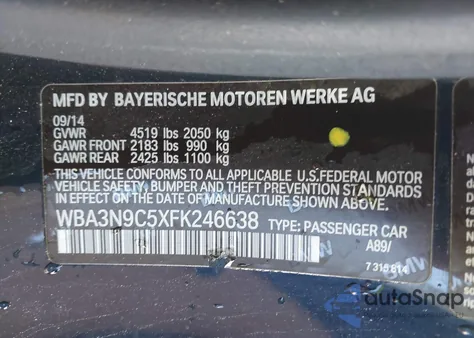 MFD BY BAYERISCHE MOTOREN WERKE AG
09/14
GVWR 4519 lbs 2050 kg
GAWR FRONT 2183 lbs 990 kg
GAWR REAR 2425 lbs 1100 kg
THIS VEHICLE CONFORMS TO ALL APPLICABLE U.S.FEDERAL MOTOR
VEHICLE SAFETY, BUMPER AND THEFT PREVENTION STANDARDS
IN EFFECT ON THE DATE OF MANUFACTURE SHOWN ABOVE.
WBA3N9C5XFK246638 TYPE: PASSENGER CAR
A89/
autoSnap